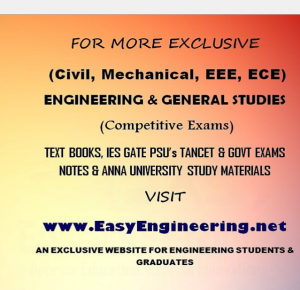 FOR MORE EXCLUSIVE
(Civil, Mechanical, EEE, ECE)
ENGINEERING & GENERAL STUDIES
(Competitive Exams)
TEXT BOOKS, IES GATE PSU's TANCET & GOVT EXAMS
NOTES & ANNA UNIVERSITY STUDY MATERIALS
VISIT
www.EasyEngineering.net
AN EXCLUSIVE WEBSITE FOR ENGINEERING STUDENTS &
GRADUATES